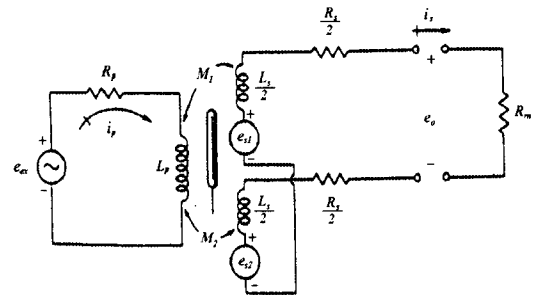 R_s/2
i_s
+
R_p
M_1
L_s/2
+
+
i_p
e_s1
e_o
R_m
+
e_ex
L_p
-
-
-
M_2
L_s/2
R_s/2
+
e_s2
-